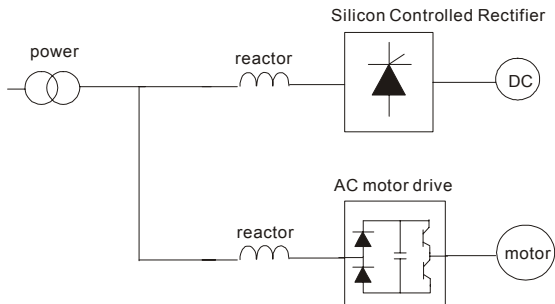 Silicon Controlled Rectifier
power
reactor
DC
AC motor drive
reactor
motor